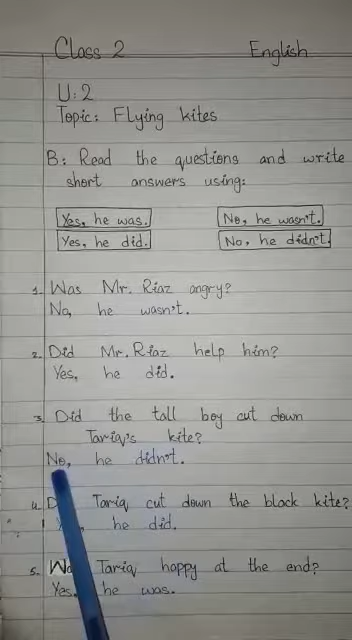 Class 2 English
U:2
Topic: Flying kites
B: Read the questions and write
short answers using:
Yes, he was. No, he wasn't.
Yes, he did. No, he didn't.
1. Was Mr. Riaz angry?
No, he wasn't.
2. Did Mr. Riaz help him?
Yes, he did.
3. Did the tall boy cut down
Tariq's kite?
No, he didn't.
4. Tariq cut down the black kite?
he did.
5. Tariq happy at the end?
Yes, he was.